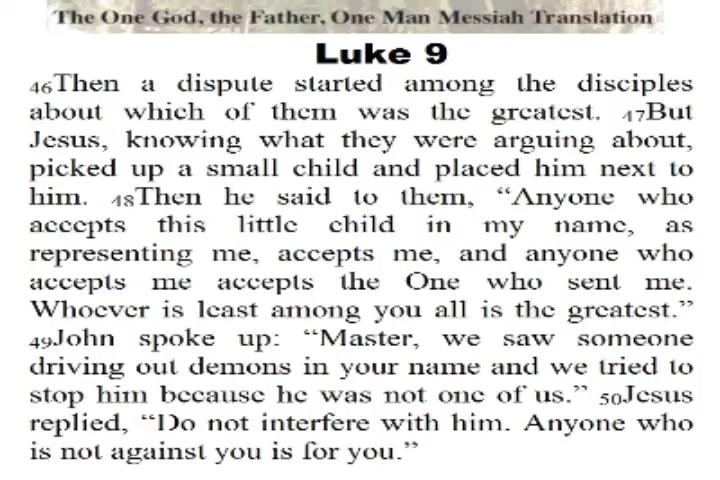 The One God, the Father, One Man Messiah Translation
Luke 9
46Then a dispute started among the disciples
about which of them was the greatest. 47But
Jesus, knowing what they were arguing about,
picked up a small child and placed him next to
him. 48Then he said to them, “Anyone who
accepts this little child in my name, as
representing me, accepts me, and anyone who
accepts me accepts the One who sent me.
Whoever is least among you all is the greatest.”
49John spoke up: “Master, we saw someone
driving out demons in your name and we tried to
stop him because he was not one of us.” 50Jesus
replied, “Do not interfere with him. Anyone who
is not against you is for you.”